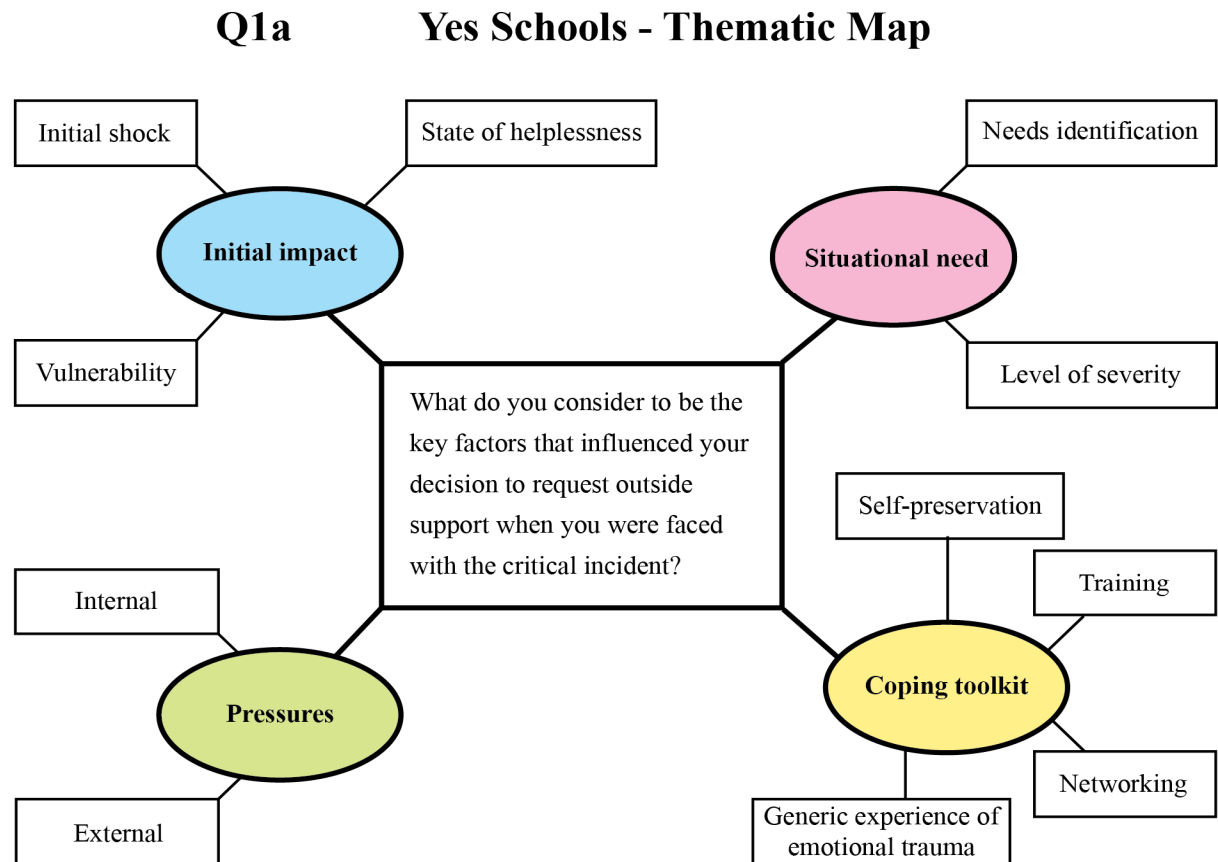 Q1a Yes Schools - Thematic Map
Initial shock
State of helplessness
Needs identification
Initial impact
Situational need
Vulnerability
Level of severity
What do you consider to be the
key factors that influenced your
decision to request outside
support when you were faced
with the critical incident?
Self-preservation
Internal
Training
Pressures
Coping toolkit
Networking
External
Generic experience of
emotional trauma